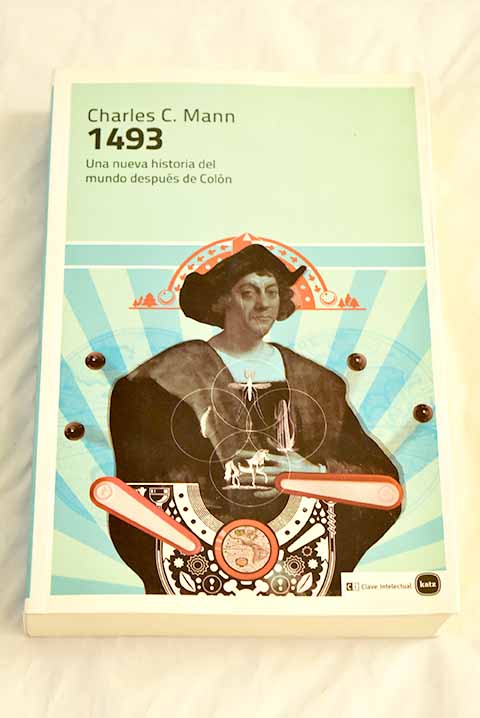 Charles C. Mann
1493
Una nueva historia del
mundo después de Colón
C i Clave Intelectual
katz